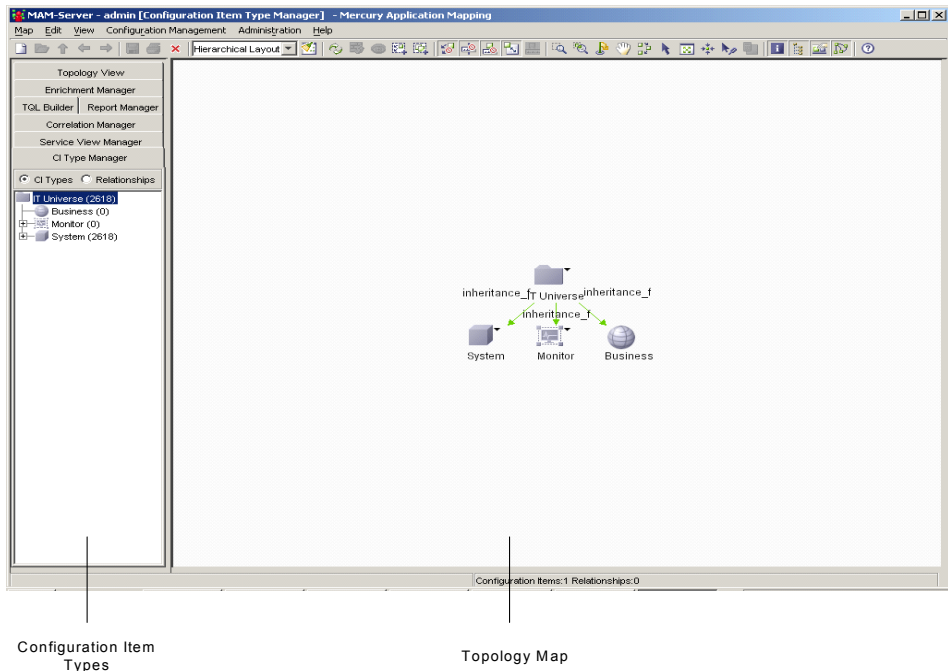 MAM-Server - admin [Configuration Item Type Manager] - Mercury Application Mapping
Map Edit View Configuration Management Administration Help
Hierarchical Layout
Topology View
Enrichment Manager
TQL Builder Report Manager
Correlation Manager
Service View Manager
CI Type Manager
CI Types Relationships
IT Universe (2618)
Business (0)
Monitor (0)
System (2618)
inheritance_f IT Universe inheritance_f
inheritance_f
System Monitor Business
Configuration Items:1 Relationships:0
Configuration Item
Types
Topology Map